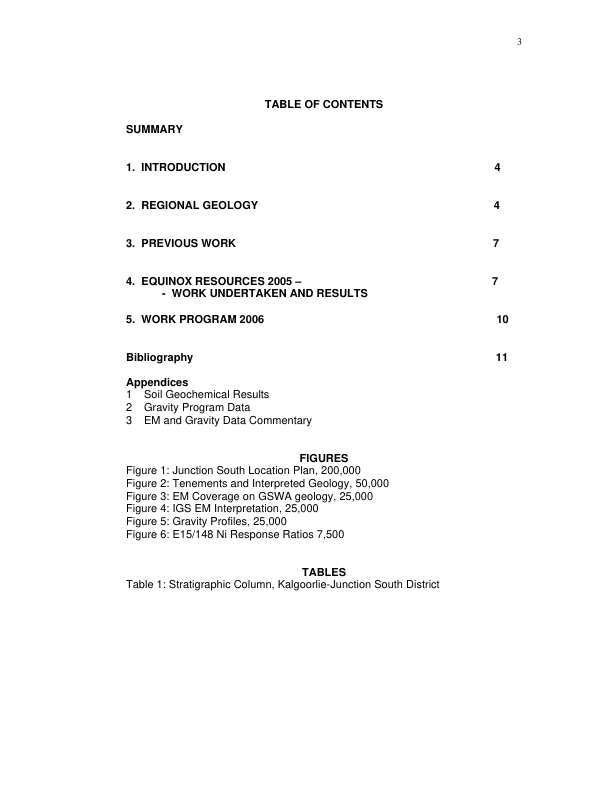 3
TABLE OF CONTENTS
SUMMARY
1. INTRODUCTION 4
2. REGIONAL GEOLOGY 4
3. PREVIOUS WORK 7
4. EQUINOX RESOURCES 2005 – 7
- WORK UNDERTAKEN AND RESULTS
5. WORK PROGRAM 2006 10
Bibliography 11
Appendices
1 Soil Geochemical Results
2 Gravity Program Data
3 EM and Gravity Data Commentary
FIGURES
Figure 1: Junction South Location Plan, 200,000
Figure 2: Tenements and Interpreted Geology, 50,000
Figure 3: EM Coverage on GSWA geology, 25,000
Figure 4: IGS EM Interpretation, 25,000
Figure 5: Gravity Profiles, 25,000
Figure 6: E15/148 Ni Response Ratios 7,500
TABLES
Table 1: Stratigraphic Column, Kalgoorlie-Junction South District